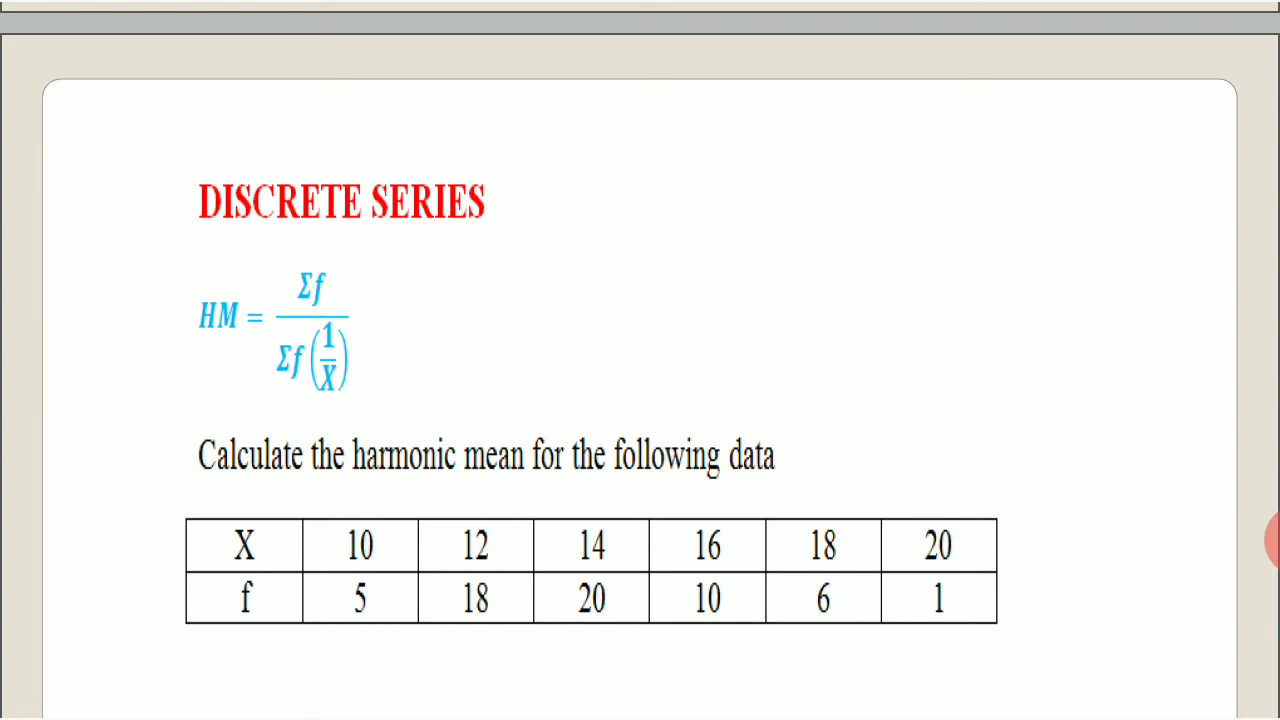 DISCRETE SERIES
HM = Σf / Σf(1/X)
Calculate the harmonic mean for the following data
X 10 12 14 16 18 20
f 5 18 20 10 6 1